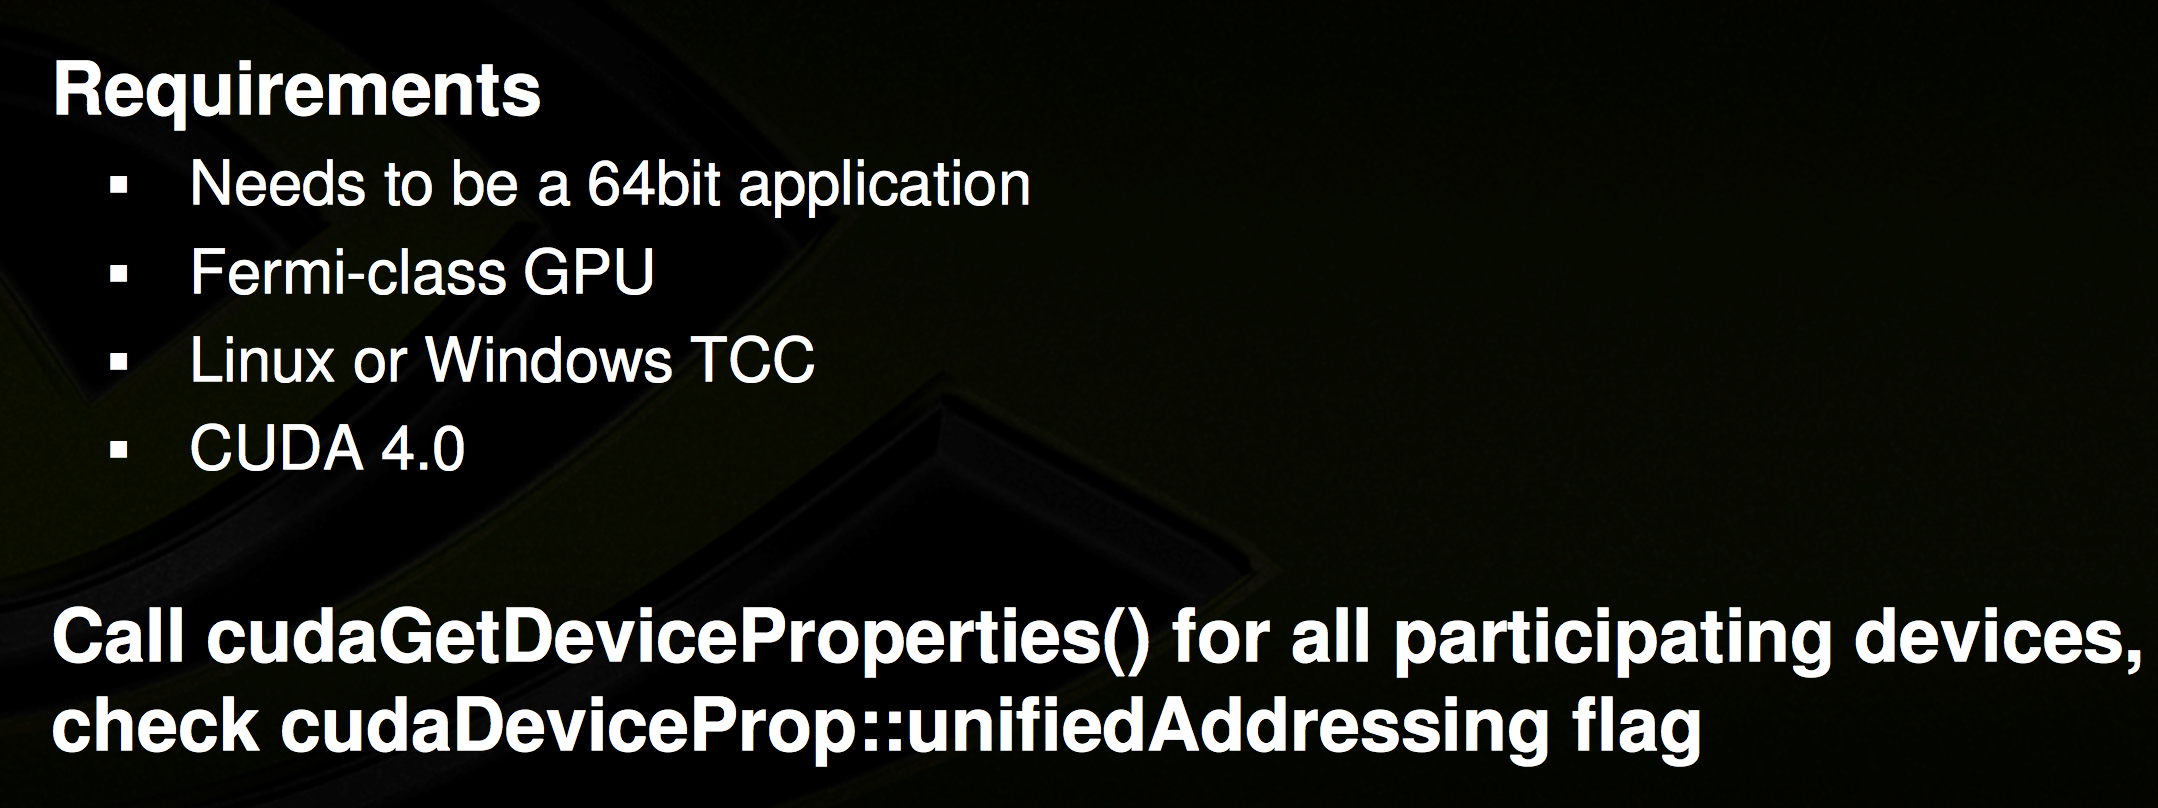 Requirements
▪ Needs to be a 64bit application
▪ Fermi-class GPU
▪ Linux or Windows TCC
▪ CUDA 4.0
Call cudaGetDeviceProperties() for all participating devices,
check cudaDeviceProp::unifiedAddressing flag